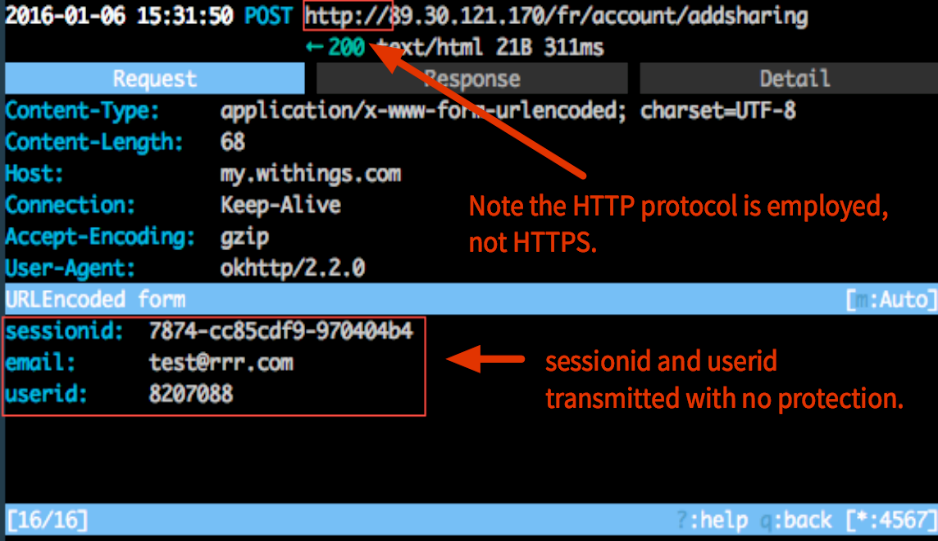 2016-01-06 15:31:50 POST http://89.30.121.170/fr/account/addsharing
←200 text/html 21B 311ms
Request Response Detail
Content-Type: application/x-www-form-urlencoded; charset=UTF-8
Content-Length: 68
Host: my.withings.com
Connection: Keep-Alive
Accept-Encoding: gzip
User-Agent: okhttp/2.2.0
Note the HTTP protocol is employed,
not HTTPS.
URLEncoded form [m:Auto]
sessionid: 7874-cc85cdf9-970404b4
email: test@rrr.com
userid: 8207088
sessionid and userid
transmitted with no protection.
[16/16] ?:help q:back [*:4567]